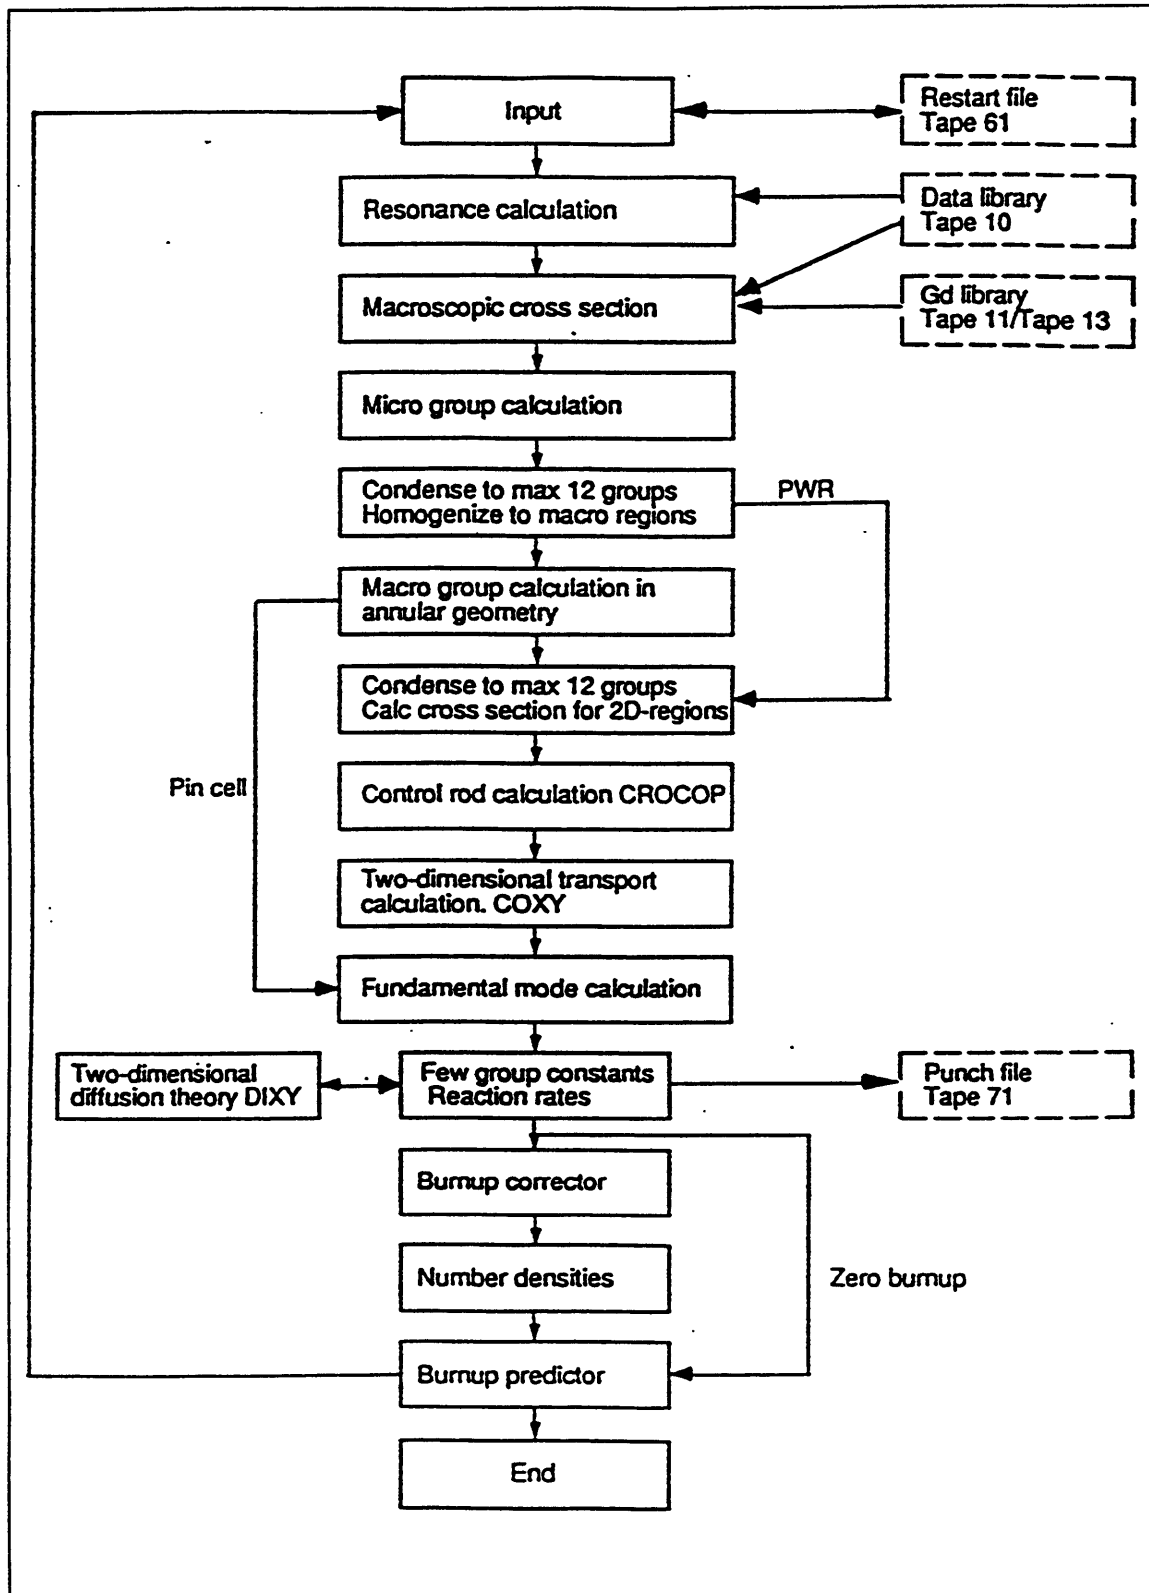 Input
Restart file
Tape 61
Resonance calculation
Data library
Tape 10
Macroscopic cross section
Gd library
Tape 11/Tape 13
Micro group calculation
Condense to max 12 groups
Homogenize to macro regions
PWR
Macro group calculation in
annular geometry
Condense to max 12 groups
Calc cross section for 2D-regions
Pin cell
Control rod calculation CROCOP
Two-dimensional transport
calculation. COXY
Fundamental mode calculation
Two-dimensional
diffusion theory DIXY
Few group constants
Reaction rates
Punch file
Tape 71
Burnup corrector
Number densities
Zero burnup
Burnup predictor
End